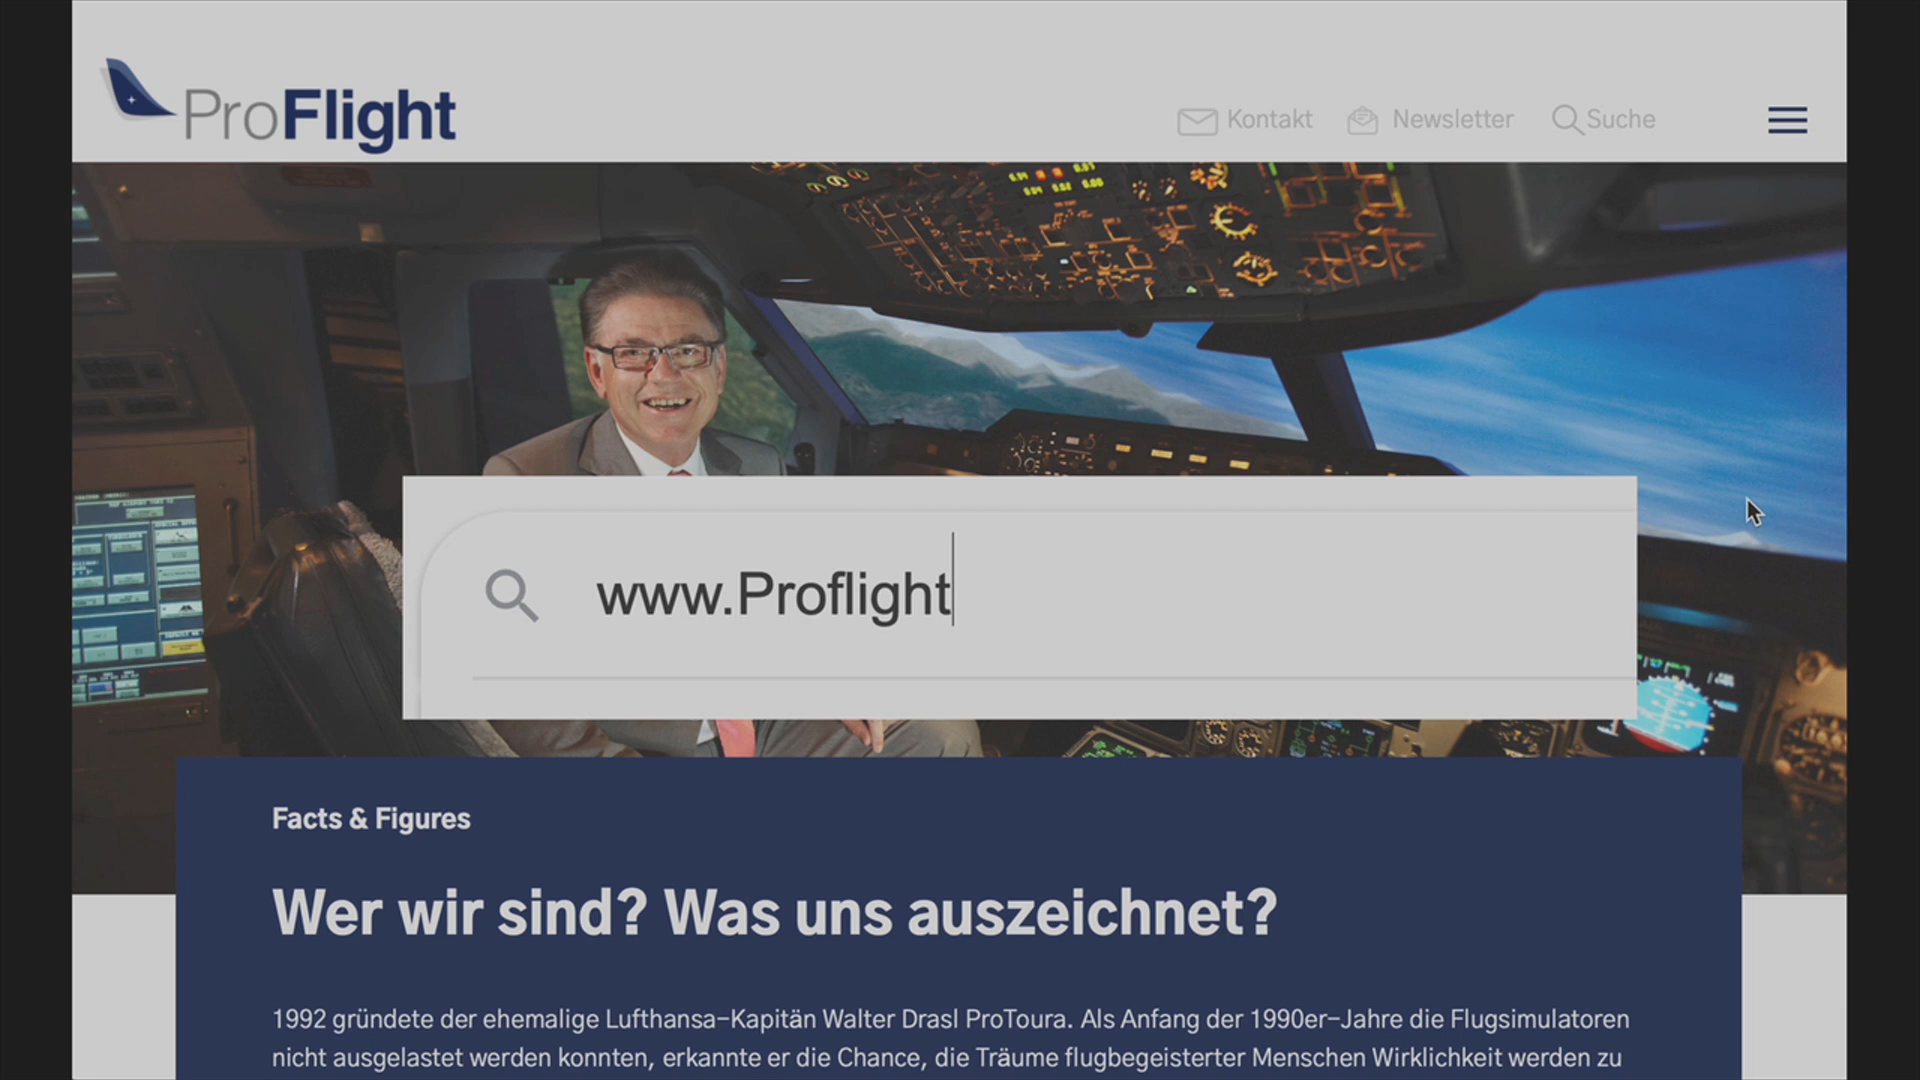 ProFlight
Kontakt
Newsletter
Suche
www.Proflight
Facts & Figures
Wer wir sind? Was uns auszeichnet?
1992 gründete der ehemalige Lufthansa-Kapitän Walter Drasl ProToura. Als Anfang der 1990er-Jahre die Flugsimulatoren
nicht ausgelastet werden konnten, erkannte er die Chance, die Träume flugbegeisterter Menschen Wirklichkeit werden zu